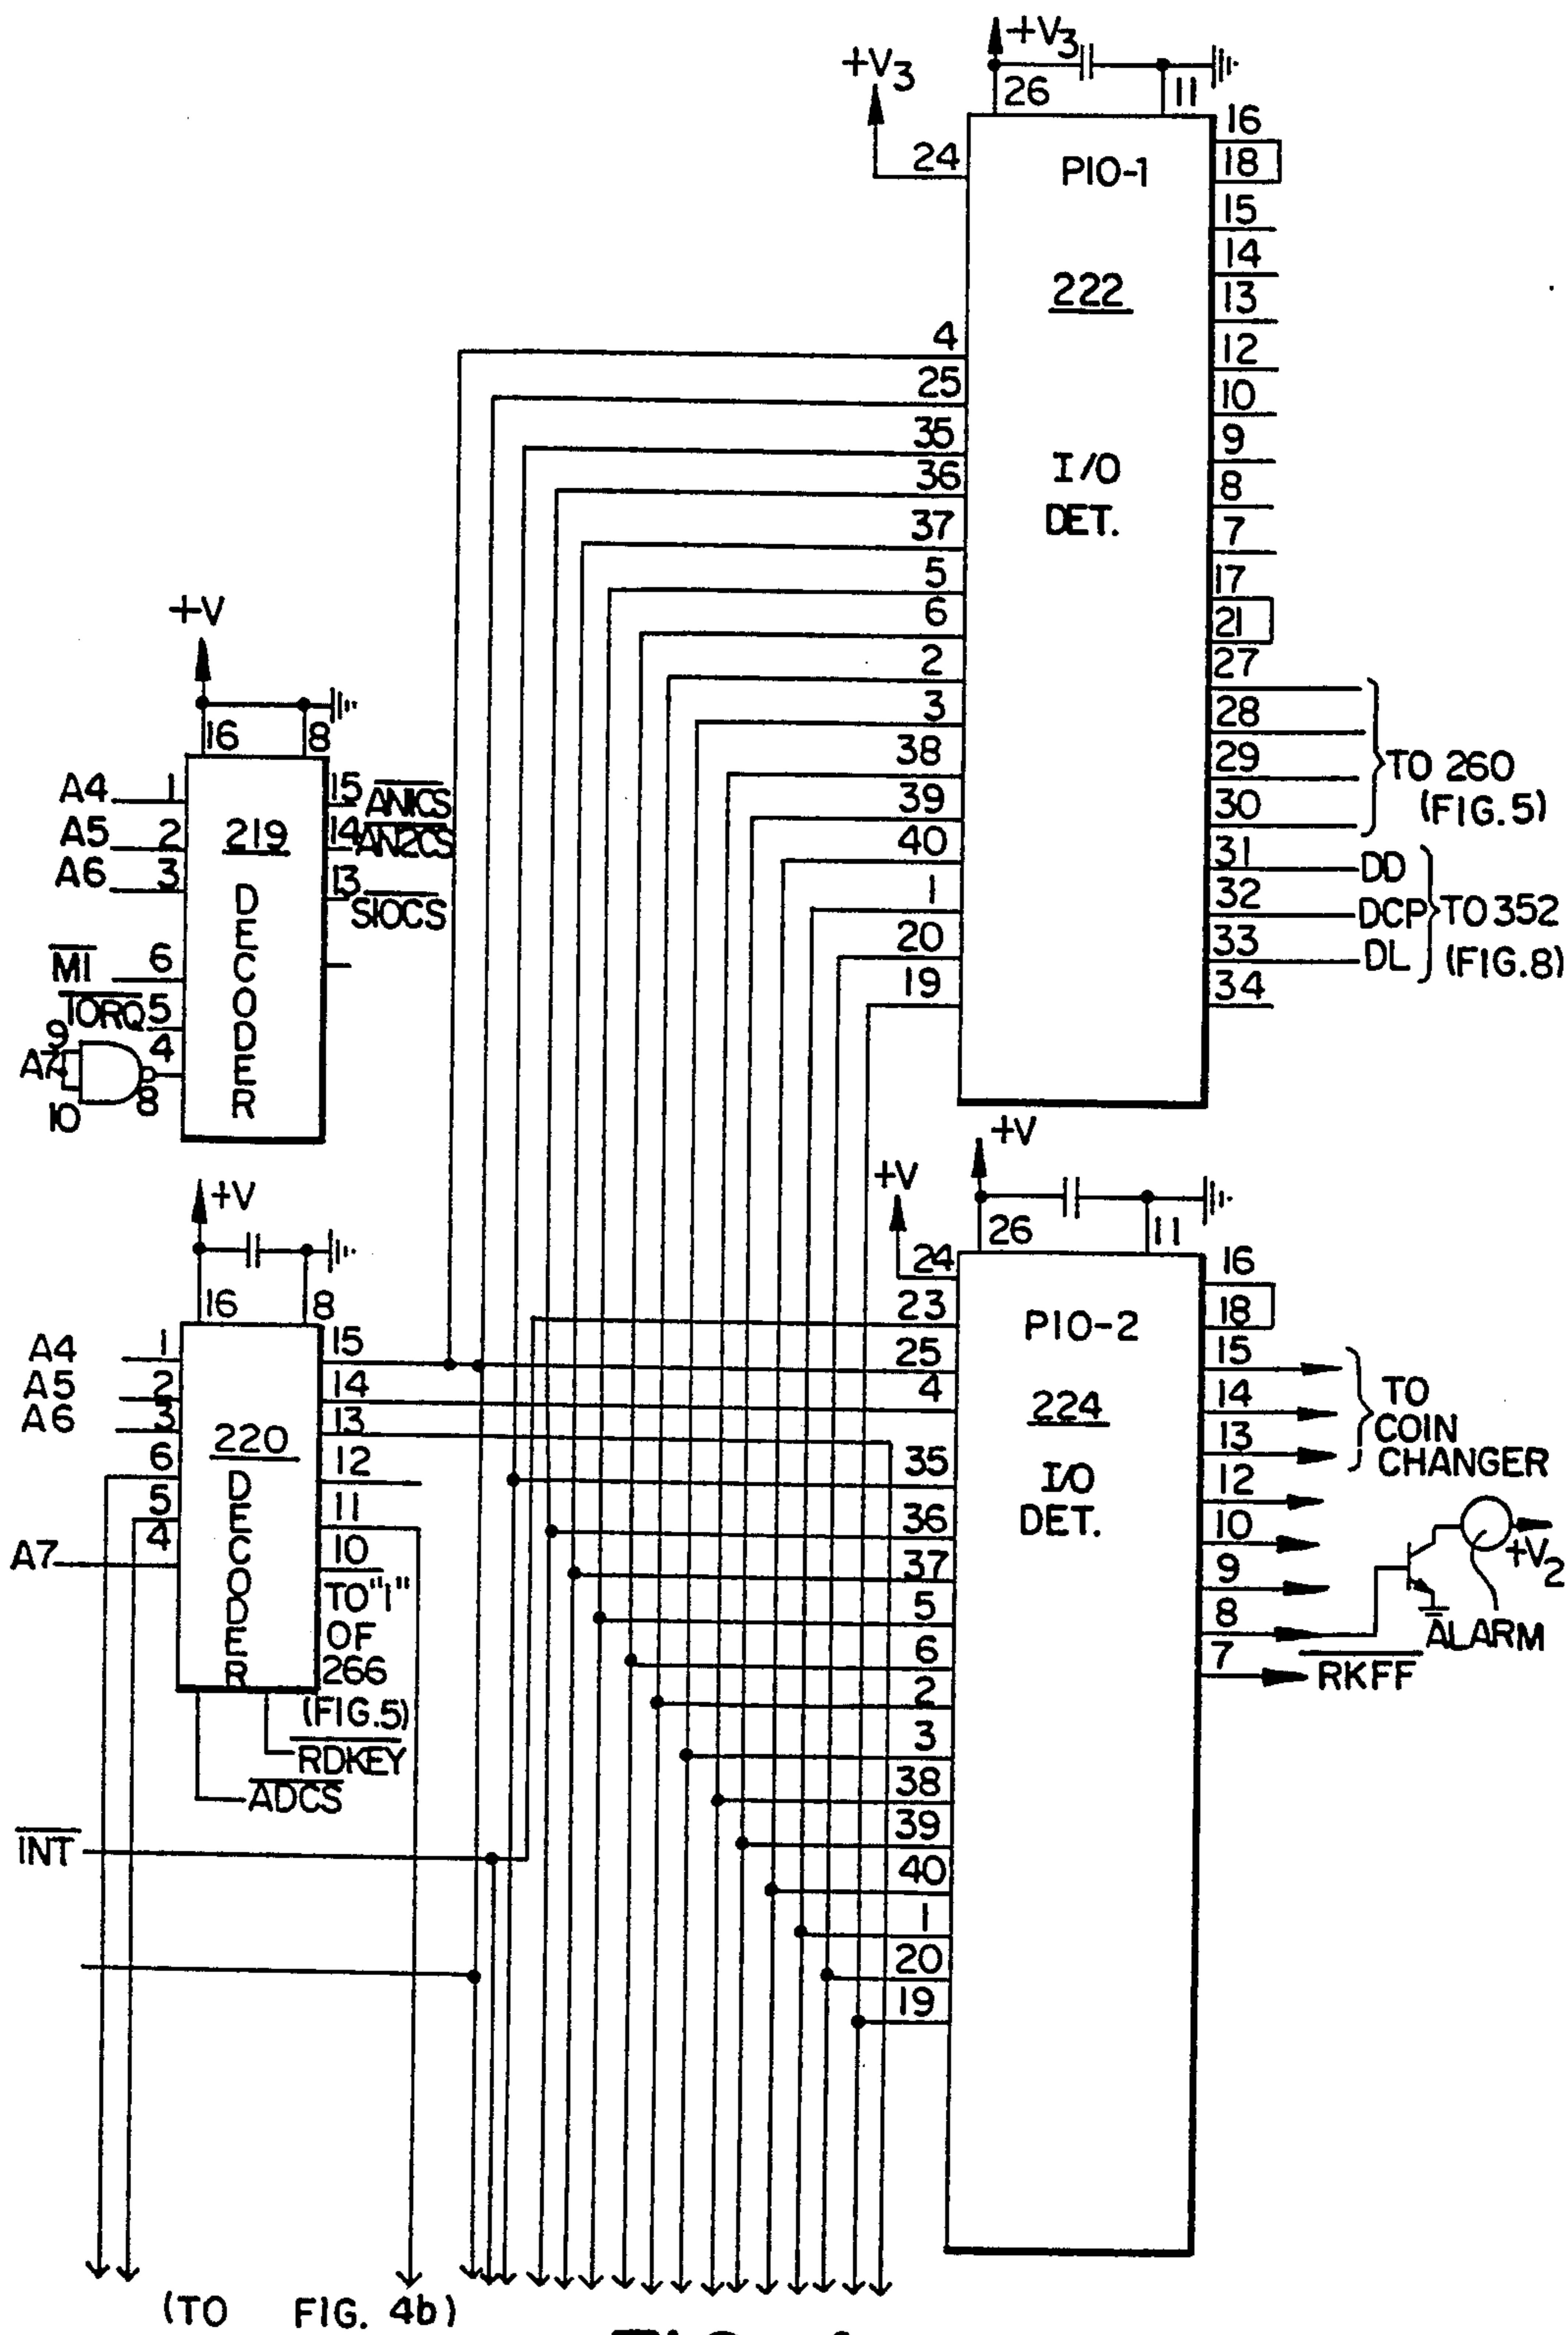 +V3
+V3
26
11
24
PIO-1
222
I/O
DET.
4
25
35
36
37
5
6
2
3
38
39
40
1
20
19
16
18
15
14
13
12
10
9
8
7
17
21
27
28
29
30
TO 260
(FIG.5)
31
DD
32
DCP
33
DL
TO 352
(FIG.8)
34
+V
16
8
A4
1
A5
2
A6
3
219
DECODER
15
AN1CS
14
AN2CS
13
SIOCS
M1
6
TORQ
5
9
A7
4
10
8
+V
16
8
A4
1
A5
2
A6
3
6
5
4
A7
220
DECODER
15
14
13
12
11
10
TO "1"
OF
266
(FIG.5)
RDKEY
ADCS
INT
+V
+V
26
11
24
23
25
4
35
36
37
5
6
2
3
38
39
40
1
20
19
PIO-2
224
I/O
DET.
16
18
15
14
13
12
10
9
8
7
TO
COIN
CHANGER
+V2
ALARM
RKFF
(TO FIG. 4b)